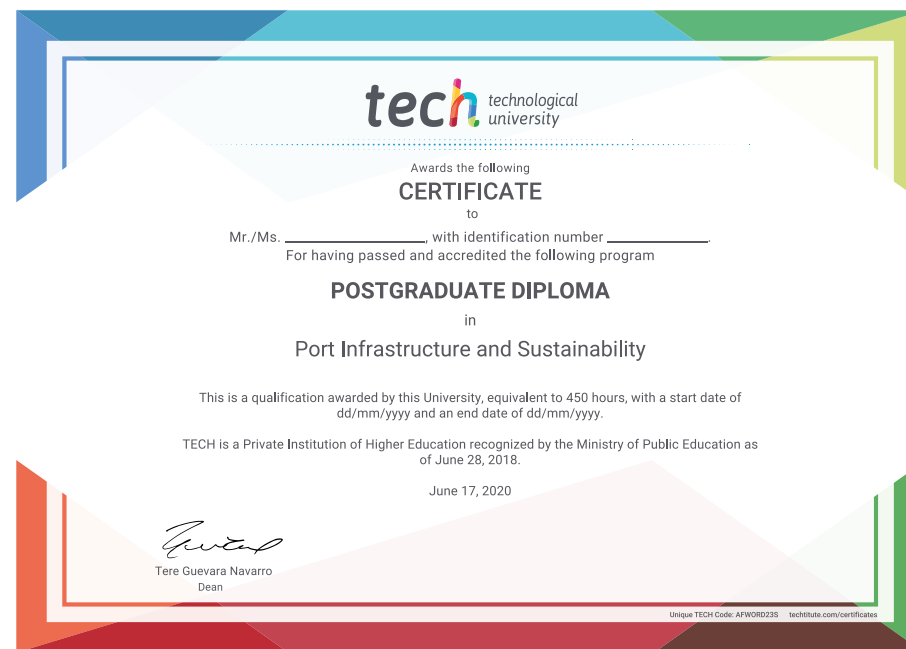 tech technological
university
Awards the following
CERTIFICATE
to
Mr./Ms. ____________________, with identification number ______________.
For having passed and accredited the following program
POSTGRADUATE DIPLOMA
in
Port Infrastructure and Sustainability
This is a qualification awarded by this University, equivalent to 450 hours, with a start date of
dd/mm/yyyy and an end date of dd/mm/yyyy.
TECH is a Private Institution of Higher Education recognized by the Ministry of Public Education as
of June 28, 2018.
June 17, 2020
Tere Guevara Navarro
Dean
Unique TECH Code: AFWORD23S techtitute.com/certificates